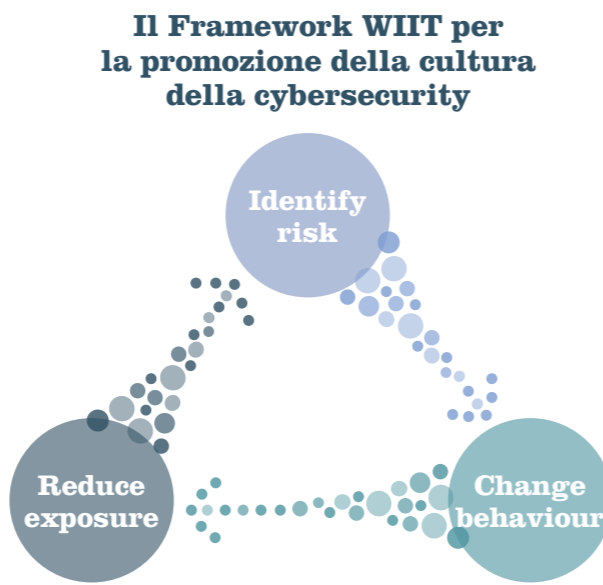 Il Framework WIIT per
la promozione della cultura
della cybersecurity
Identify
risk
Reduce
exposure
Change
behaviour